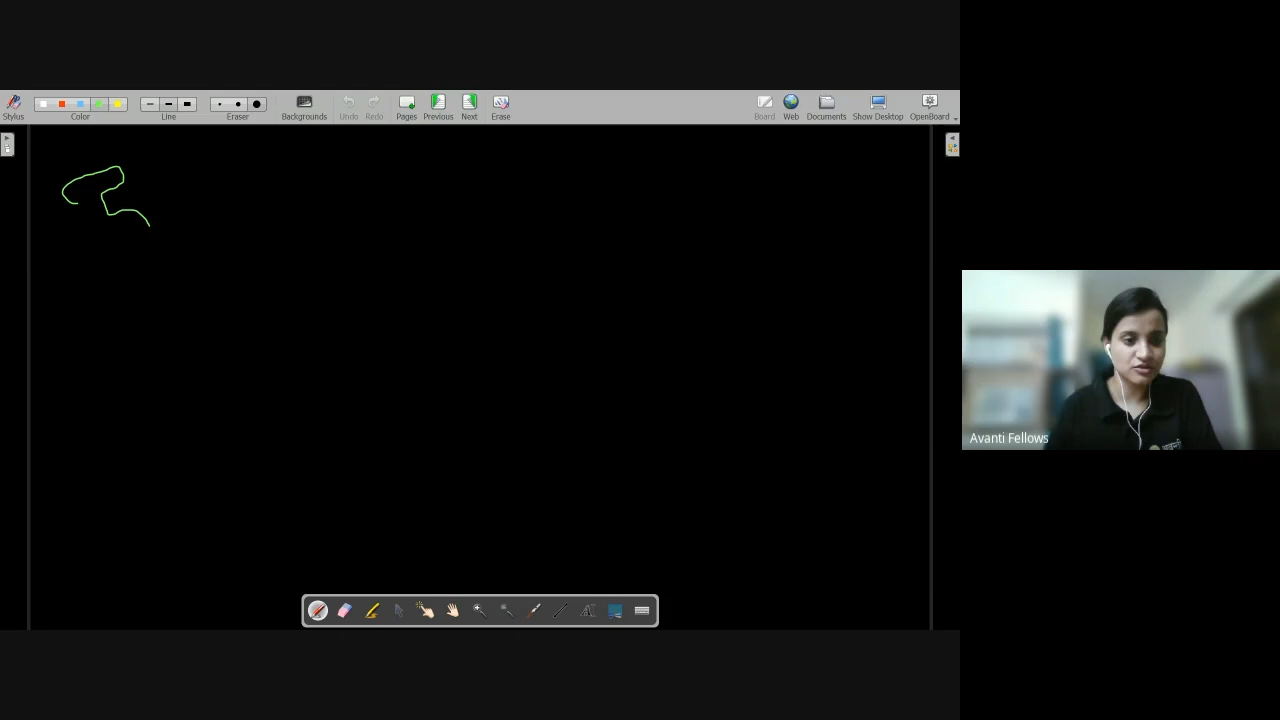 Stylus
Color
Line
Eraser
Backgrounds
Undo
Redo
Pages
Previous
Next
Erase
Board
Web
Documents
Show Desktop
OpenBoard
Avanti Fellows